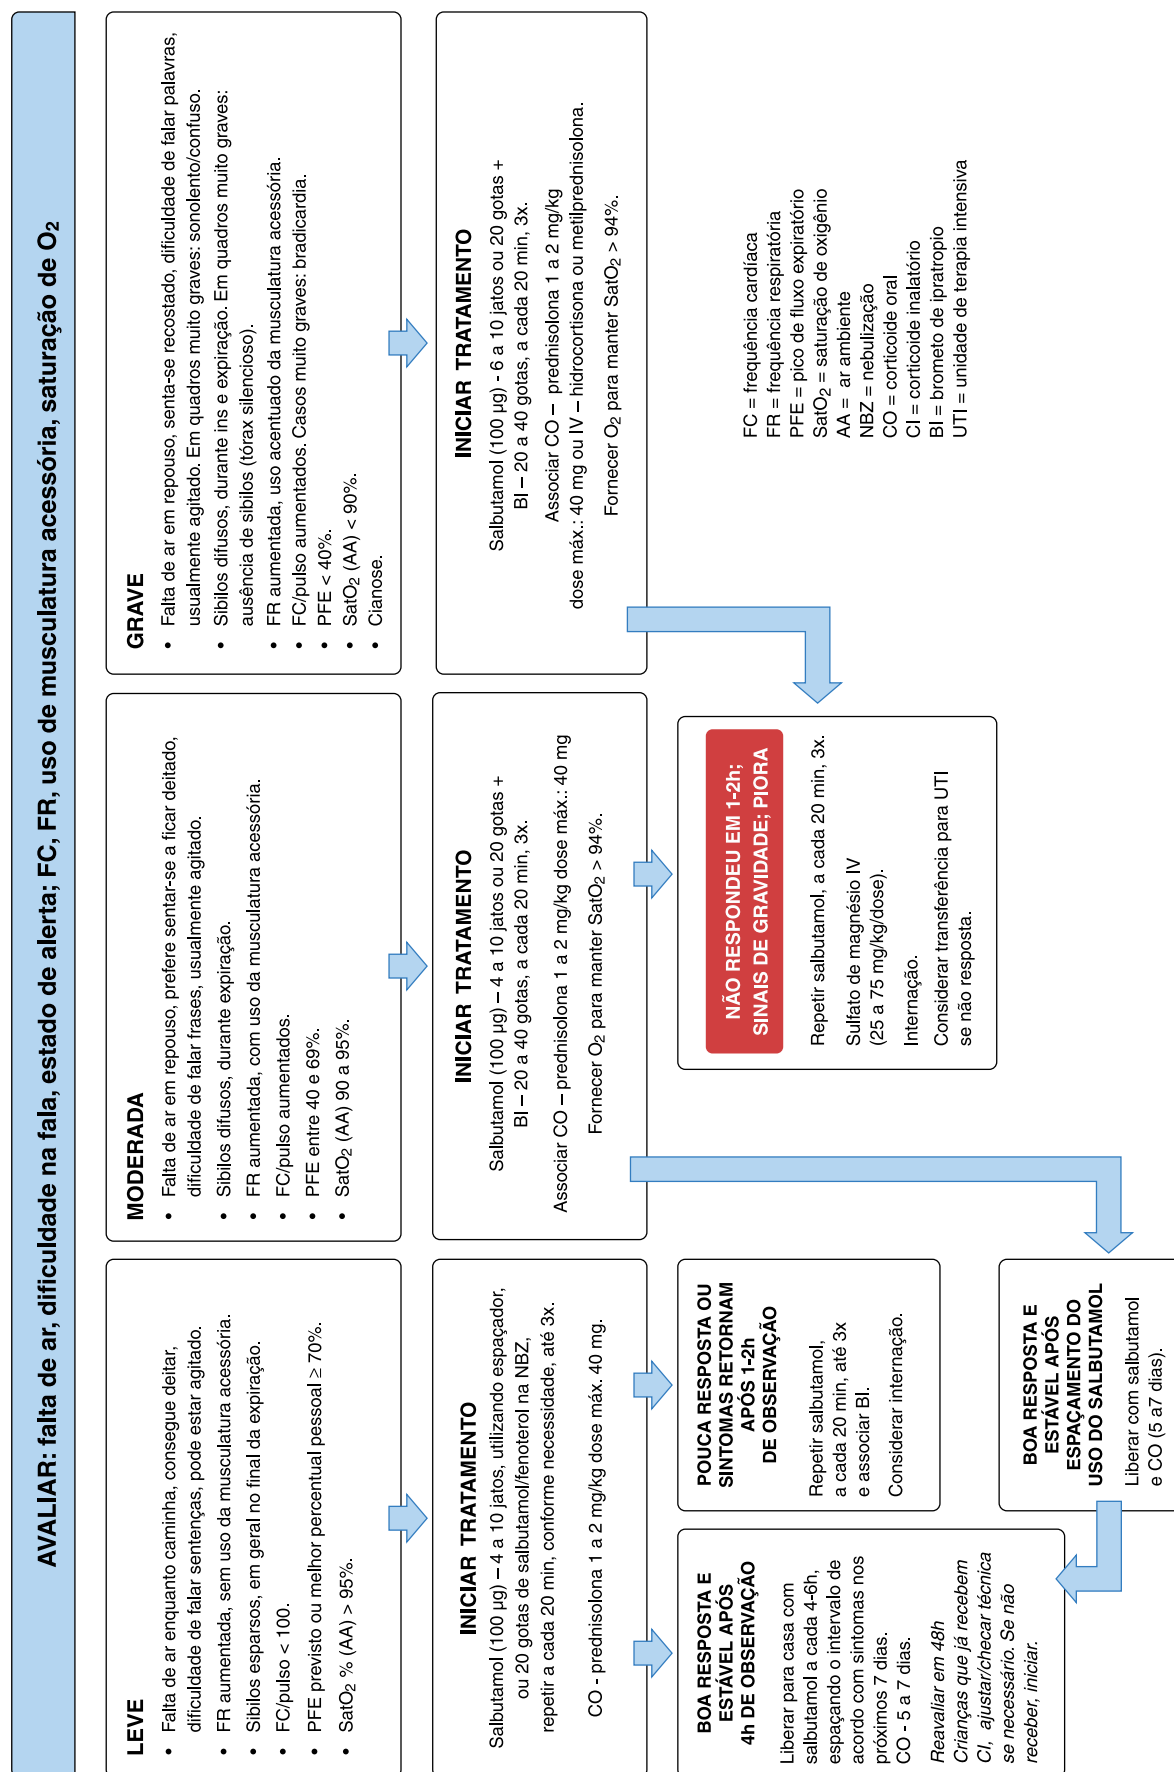 AVALIAR: falta de ar, dificuldade na fala, estado de alerta; FC, FR, uso de musculatura acessória, saturação de O2
LEVE
• Falta de ar enquanto caminha, consegue deitar,
dificuldade de falar sentenças, pode estar agitado.
• FR aumentada, sem uso da musculatura acessória.
• Sibilos esparsos, em geral no final da expiração.
• FC/pulso < 100.
• PFE previsto ou melhor percentual pessoal ≥ 70%.
• SatO2 % (AA) > 95%.
MODERADA
• Falta de ar em repouso, prefere sentar-se a ficar deitado,
dificuldade de falar frases, usualmente agitado.
• Sibilos difusos, durante expiração.
• FR aumentada, com uso da musculatura acessória.
• FC/pulso aumentados.
• PFE entre 40 e 69%.
• SatO2 (AA) 90 a 95%.
GRAVE
• Falta de ar em repouso, senta-se recostado, dificuldade de falar palavras,
usualmente agitado. Em quadros muito graves: sonolento/confuso.
• Sibilos difusos, durante ins e expiração. Em quadros muito graves:
ausência de sibilos (tórax silencioso).
• FR aumentada, uso acentuado da musculatura acessória.
• FC/pulso aumentados. Casos muito graves: bradicardia.
• PFE < 40%.
• SatO2 (AA) < 90%.
• Cianose.
INICIAR TRATAMENTO
Salbutamol (100 µg) – 4 a 10 jatos, utilizando espaçador,
ou 20 gotas de salbutamol/fenoterol na NBZ,
repetir a cada 20 min, conforme necessidade, até 3x.
CO - prednisolona 1 a 2 mg/kg dose máx. 40 mg.
INICIAR TRATAMENTO
Salbutamol (100 µg) – 4 a 10 jatos ou 20 gotas +
BI – 20 a 40 gotas, a cada 20 min, 3x.
Associar CO – prednisolona 1 a 2 mg/kg dose máx.: 40 mg
Fornecer O2 para manter SatO2 > 94%.
INICIAR TRATAMENTO
Salbutamol (100 µg) - 6 a 10 jatos ou 20 gotas +
BI – 20 a 40 gotas, a cada 20 min, 3x.
Associar CO – prednisolona 1 a 2 mg/kg
dose máx.: 40 mg ou IV – hidrocortisona ou metilprednisolona.
Fornecer O2 para manter SatO2 > 94%.
BOA RESPOSTA E
ESTÁVEL APÓS
4h DE OBSERVAÇÃO
Liberar para casa com
salbutamol a cada 4-6h,
espaçando o intervalo de
acordo com sintomas nos
próximos 7 dias.
CO - 5 a 7 dias.
Reavaliar em 48h
Crianças que já recebem
CI, ajustar/checar técnica
se necessário. Se não
receber, iniciar.
POUCA RESPOSTA OU
SINTOMAS RETORNAM
APÓS 1-2h
DE OBSERVAÇÃO
Repetir salbutamol,
a cada 20 min, até 3x
e associar BI.
Considerar internação.
BOA RESPOSTA E
ESTÁVEL APÓS
ESPAÇAMENTO DO
USO DO SALBUTAMOL
Liberar com salbutamol
e CO (5 a7 dias).
NÃO RESPONDEU EM 1-2h;
SINAIS DE GRAVIDADE; PIORA
Repetir salbutamol, a cada 20 min, 3x.
Sulfato de magnésio IV
(25 a 75 mg/kg/dose).
Internação.
Considerar transferência para UTI
se não resposta.
FC = frequência cardíaca
FR = frequência respiratória
PFE = pico de fluxo expiratório
SatO2 = saturação de oxigênio
AA = ar ambiente
NBZ = nebulização
CO = corticoide oral
CI = corticoide inalatório
BI = brometo de ipratropio
UTI = unidade de terapia intensiva